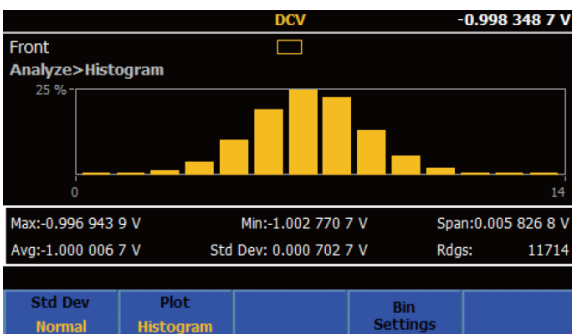 DCV -0.998 348 7 V
Front
Analyze>Histogram
25 %
0 14
Max:-0.996 943 9 V Min:-1.002 770 7 V Span:0.005 826 8 V
Avg:-1.000 006 7 V Std Dev: 0.000 702 7 V Rdgs: 11714
Std Dev Plot Bin
Normal Histogram Settings